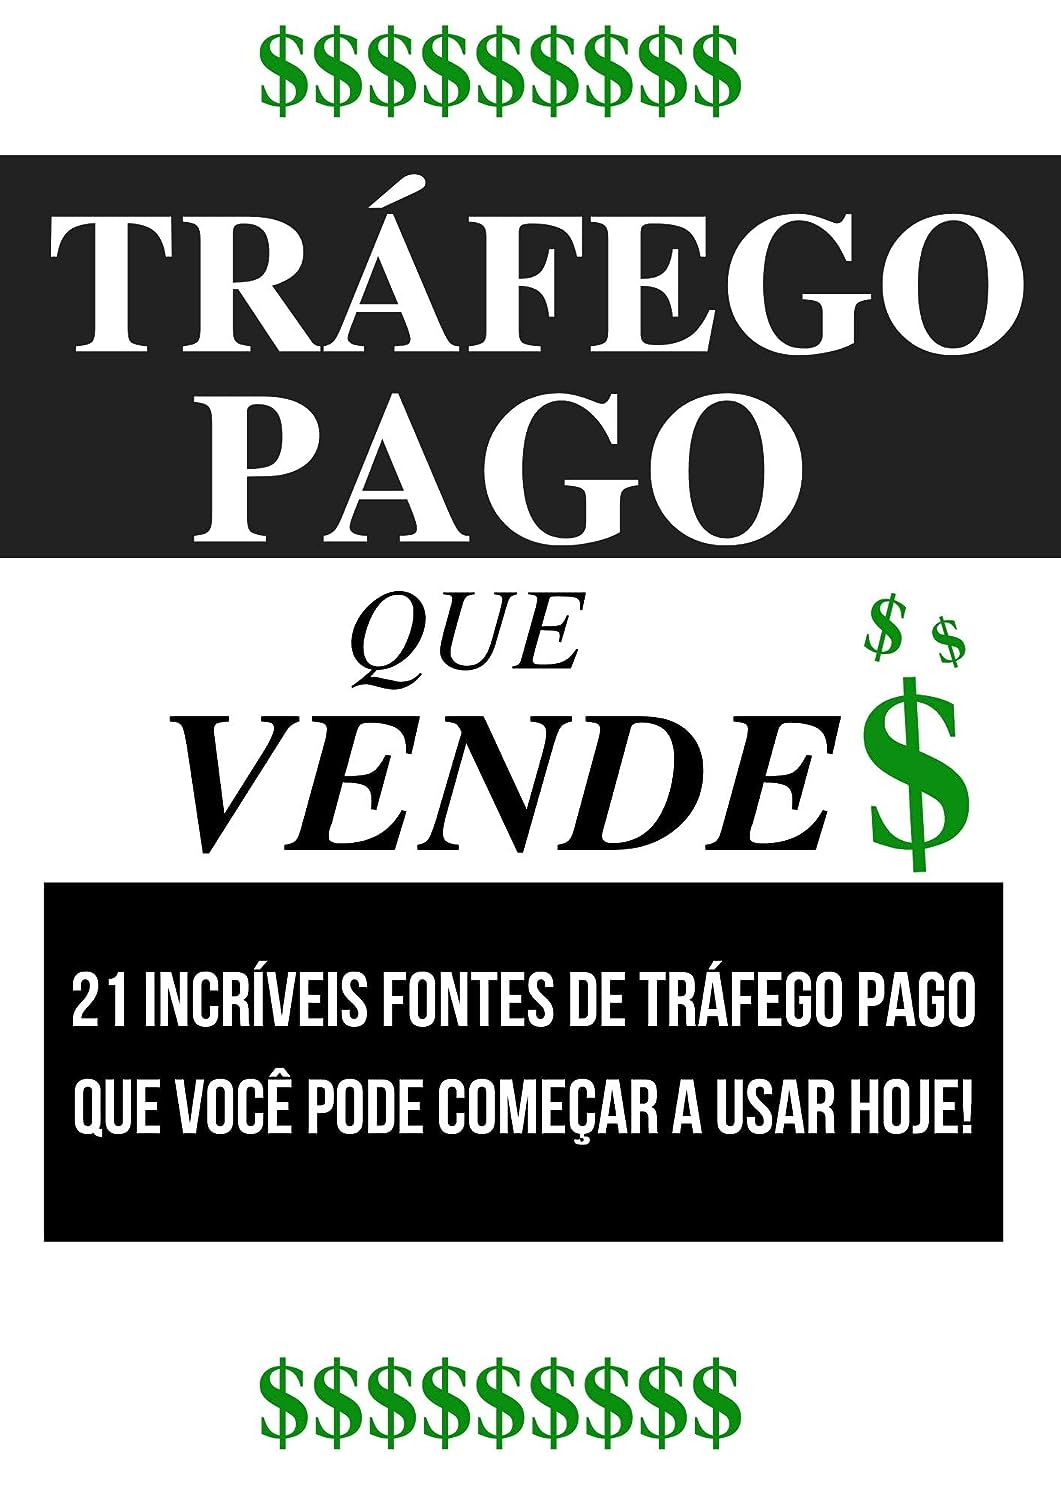 $$$$$$$$$
TRÁFEGO
PAGO
QUE
$ $
VENDE$
21 INCRÍVEIS FONTES DE TRÁFEGO PAGO
QUE VOCÊ PODE COMEÇAR A USAR HOJE!
$$$$$$$$$